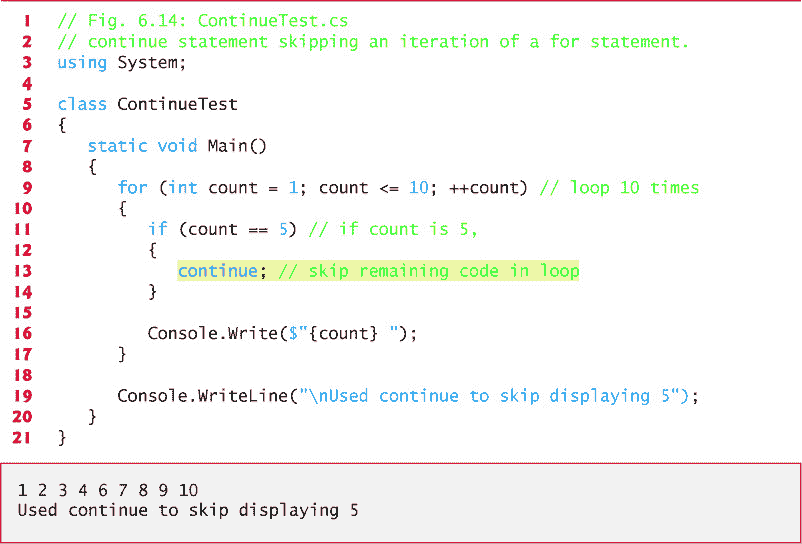 1 // Fig. 6.14: ContinueTest.cs
2 // continue statement skipping an iteration of a for statement.
3 using System;
4
5 class ContinueTest
6 {
7 static void Main()
8 {
9 for (int count = 1; count <= 10; ++count) // loop 10 times
10 {
11 if (count == 5) // if count is 5,
12 {
13 continue; // skip remaining code in loop
14 }
15
16 Console.Write($"{count} ");
17 }
18
19 Console.WriteLine("\nUsed continue to skip displaying 5");
20 }
21 }
1 2 3 4 6 7 8 9 10
Used continue to skip displaying 5